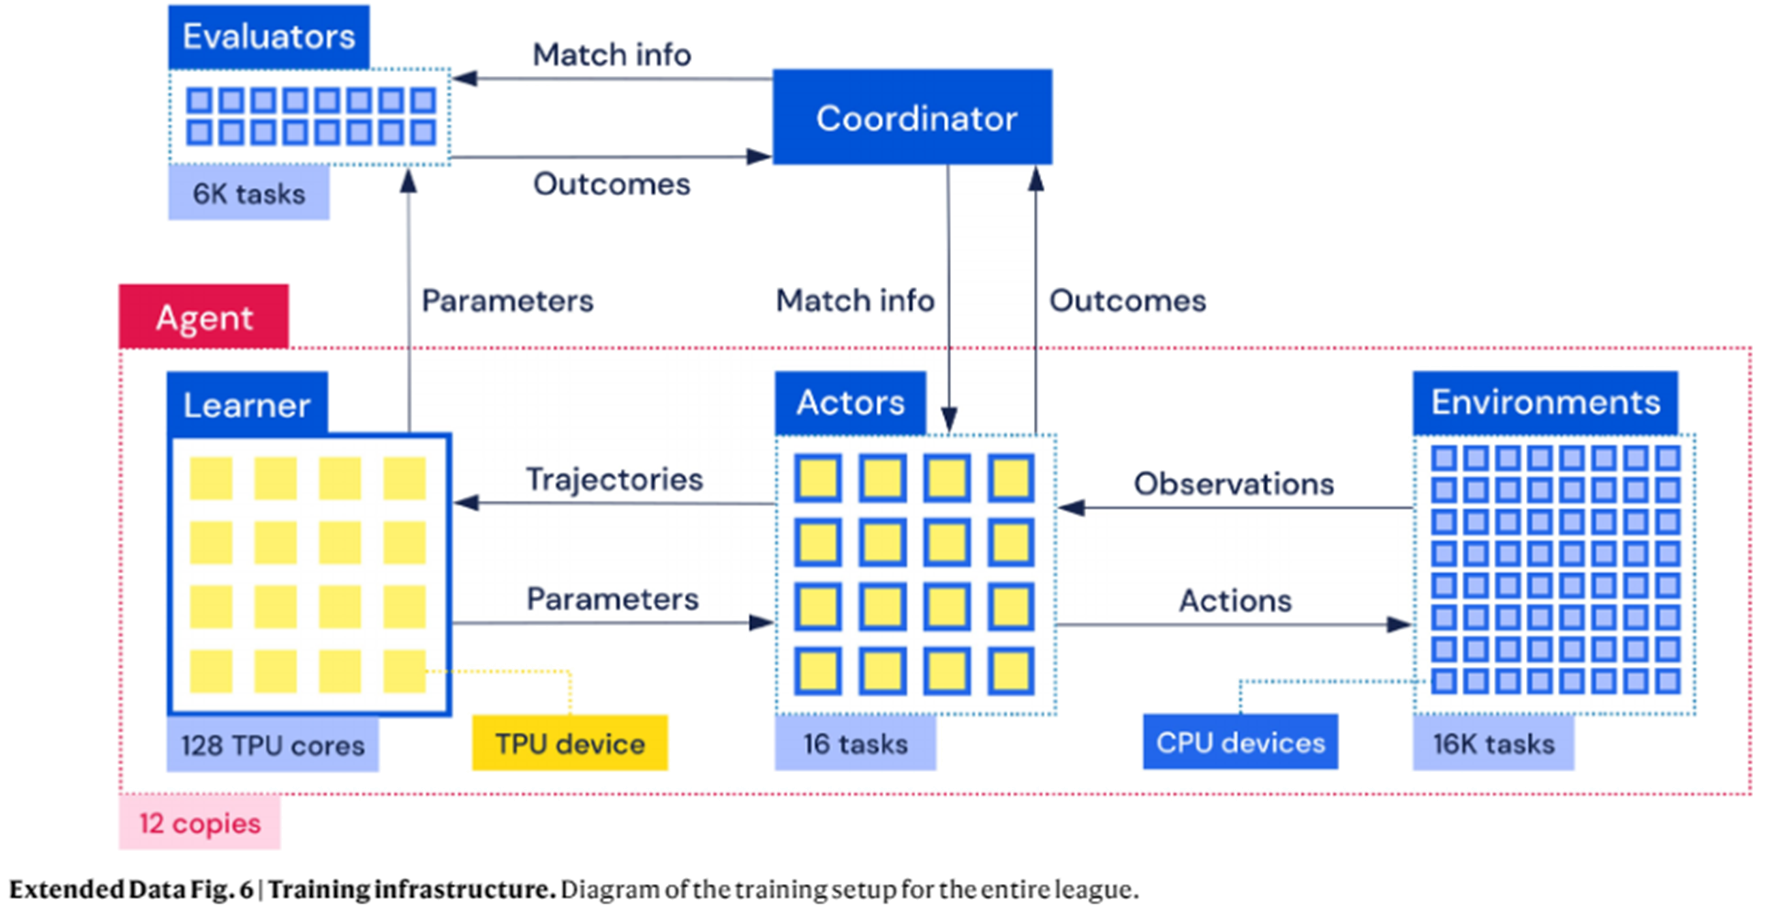 Evaluators
Match info
Coordinator
Outcomes
6K tasks
Agent
Parameters
Match info
Outcomes
Learner
Actors
Environments
Trajectories
Observations
Parameters
Actions
128 TPU cores
TPU device
16 tasks
CPU devices
16K tasks
12 copies
Extended Data Fig. 6 | Training infrastructure. Diagram of the training setup for the entire league.